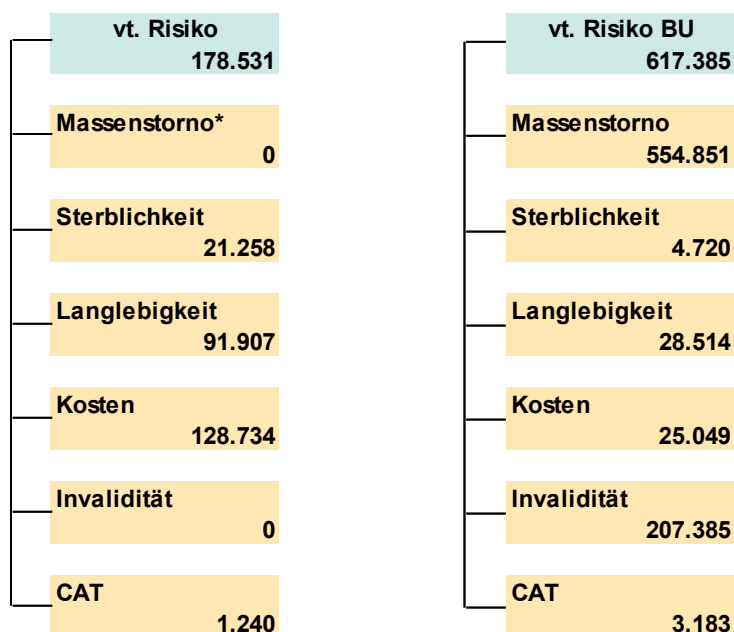 vt. Risiko
178.531
Massenstorno*
0
Sterblichkeit
21.258
Langlebigkeit
91.907
Kosten
128.734
Invalidität
0
CAT
1.240
vt. Risiko BU
617.385
Massenstorno
554.851
Sterblichkeit
4.720
Langlebigkeit
28.514
Kosten
25.049
Invalidität
207.385
CAT
3.183